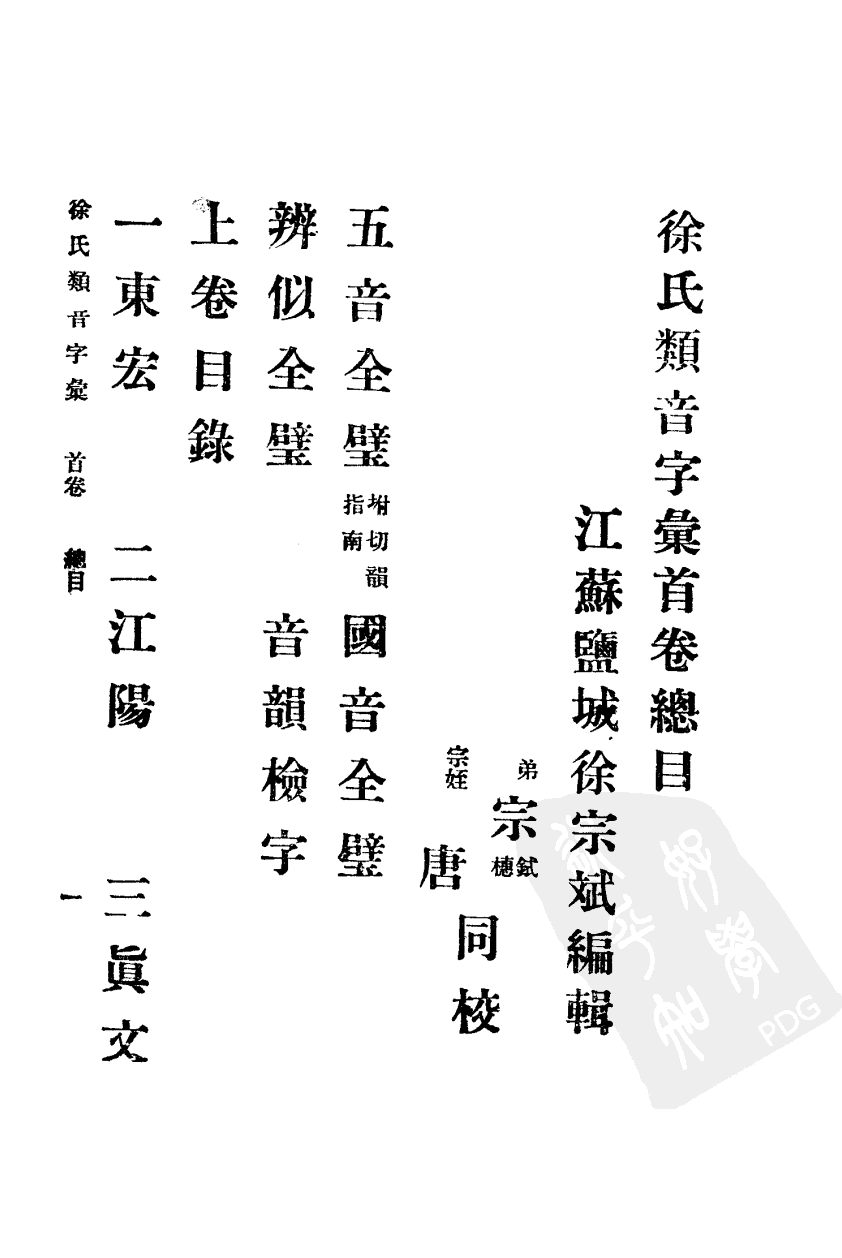 徐氏類音字彙首卷總目
江蘇鹽城徐宗斌編輯
弟宗
鉽
橞
宗姪唐
同校
五音全璧
坿切韻
指南
國音全璧
辨似全璧 音韻檢字
上卷目錄
一東宏 二江陽 三眞文
徐氏類音字彙 首卷 總目 一
PDG